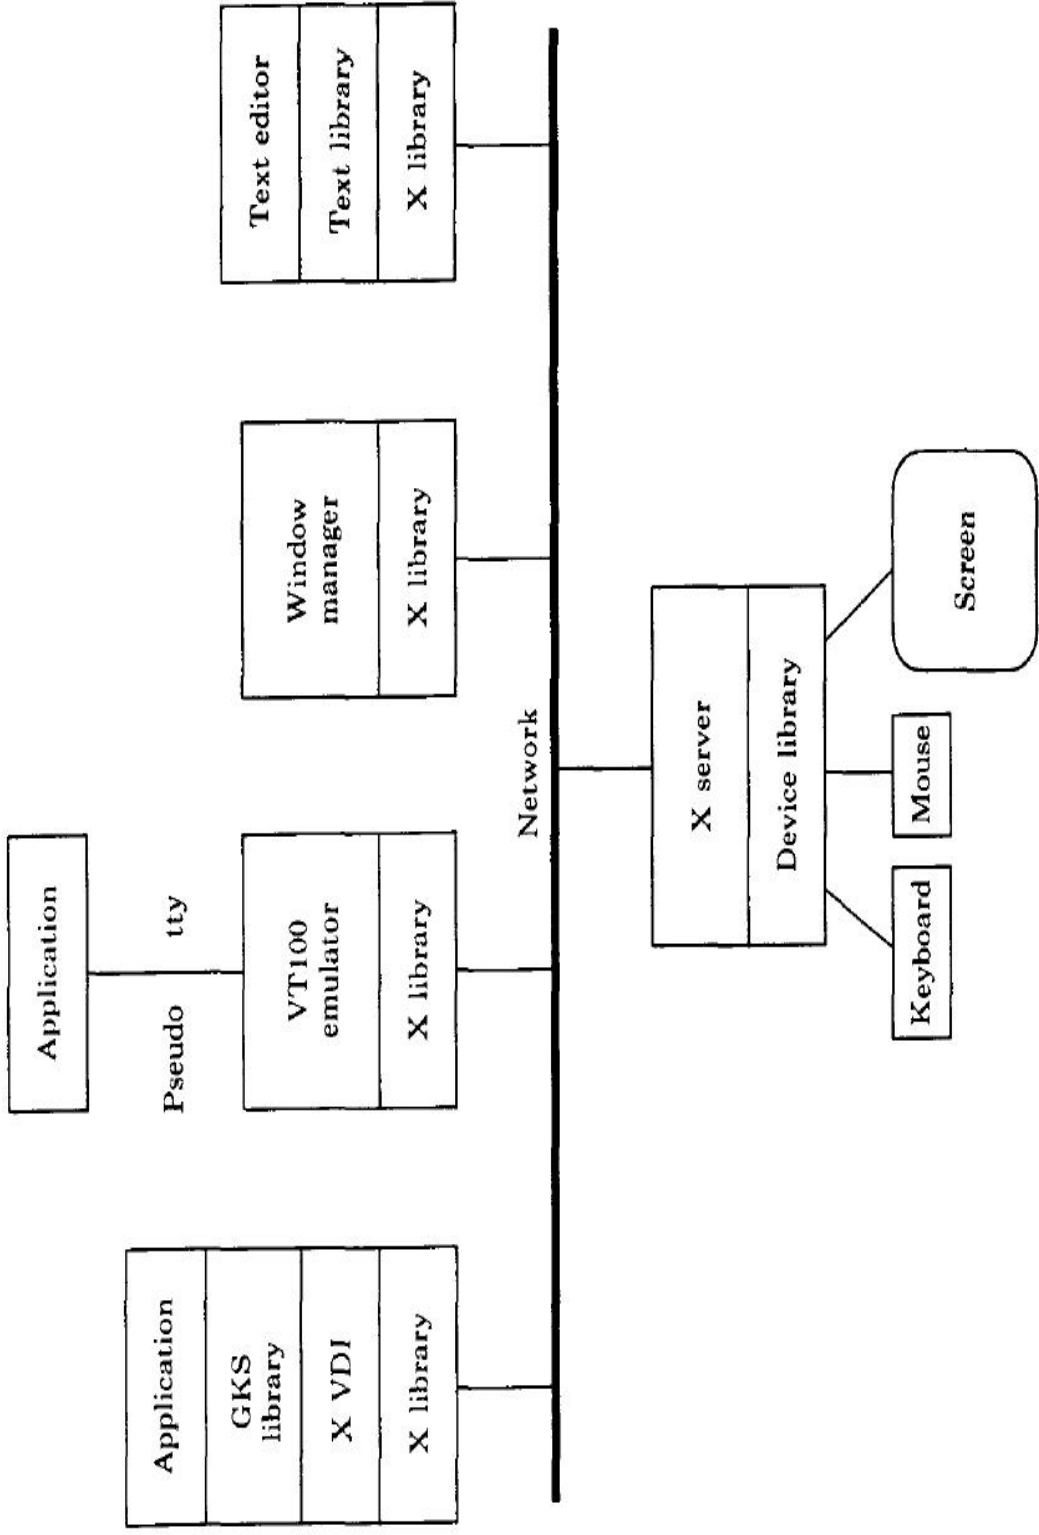 Application
GKS
library
X VDI
X library
Application
Pseudo tty
VT100
emulator
X library
Window
manager
X library
Text editor
Text library
X library
Network
X server
Device library
Keyboard
Mouse
Screen